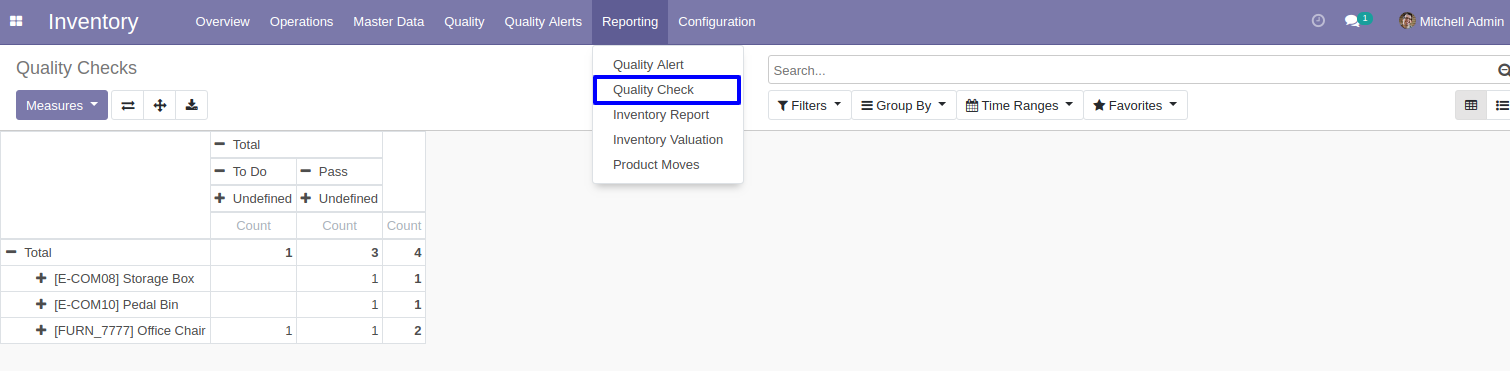 Inventory Overview Operations Master Data Quality Quality Alerts Reporting Configuration 1 Mitchell Admin
Quality Checks
Search...
Measures
Filters Group By Time Ranges Favorites
Quality Alert
Quality Check
Inventory Report
Inventory Valuation
Product Moves
Total
To Do Pass
Undefined Undefined
Count Count Count
Total 1 3 4
[E-COM08] Storage Box 1 1
[E-COM10] Pedal Bin 1 1
[FURN_7777] Office Chair 1 1 2